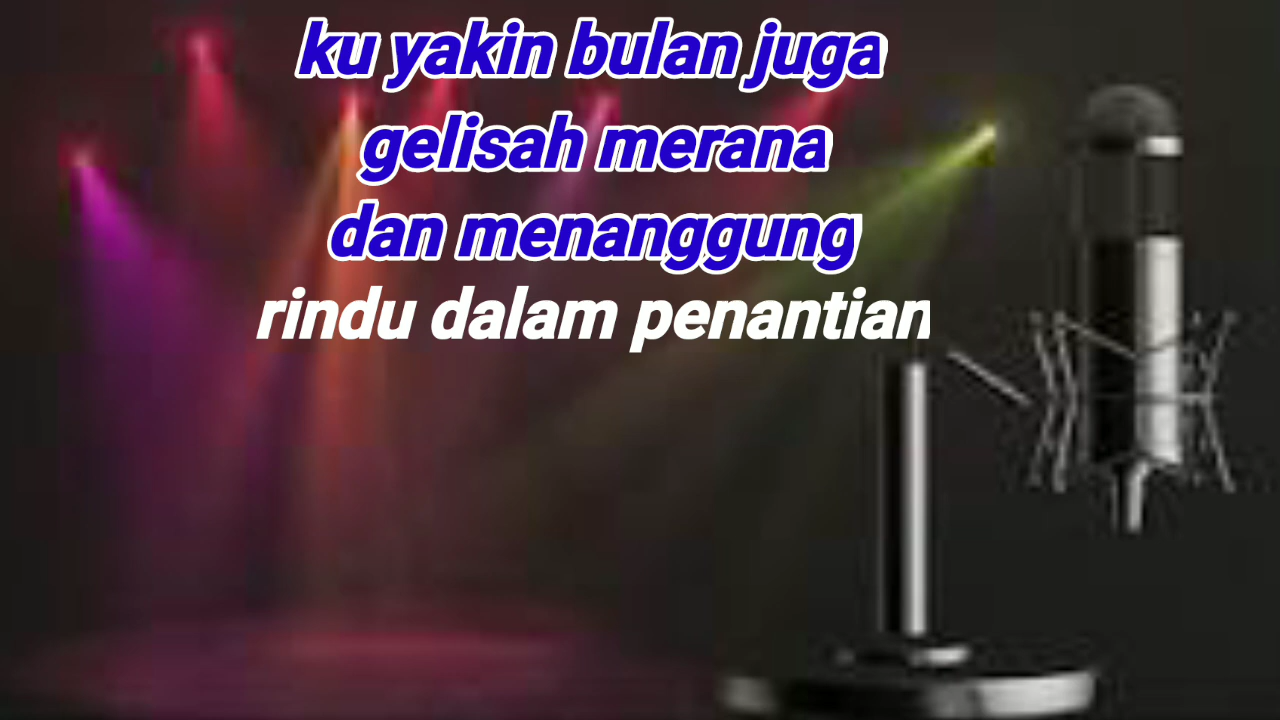 ku yakin bulan juga
gelisah merana
dan menanggung
rindu dalam penantian